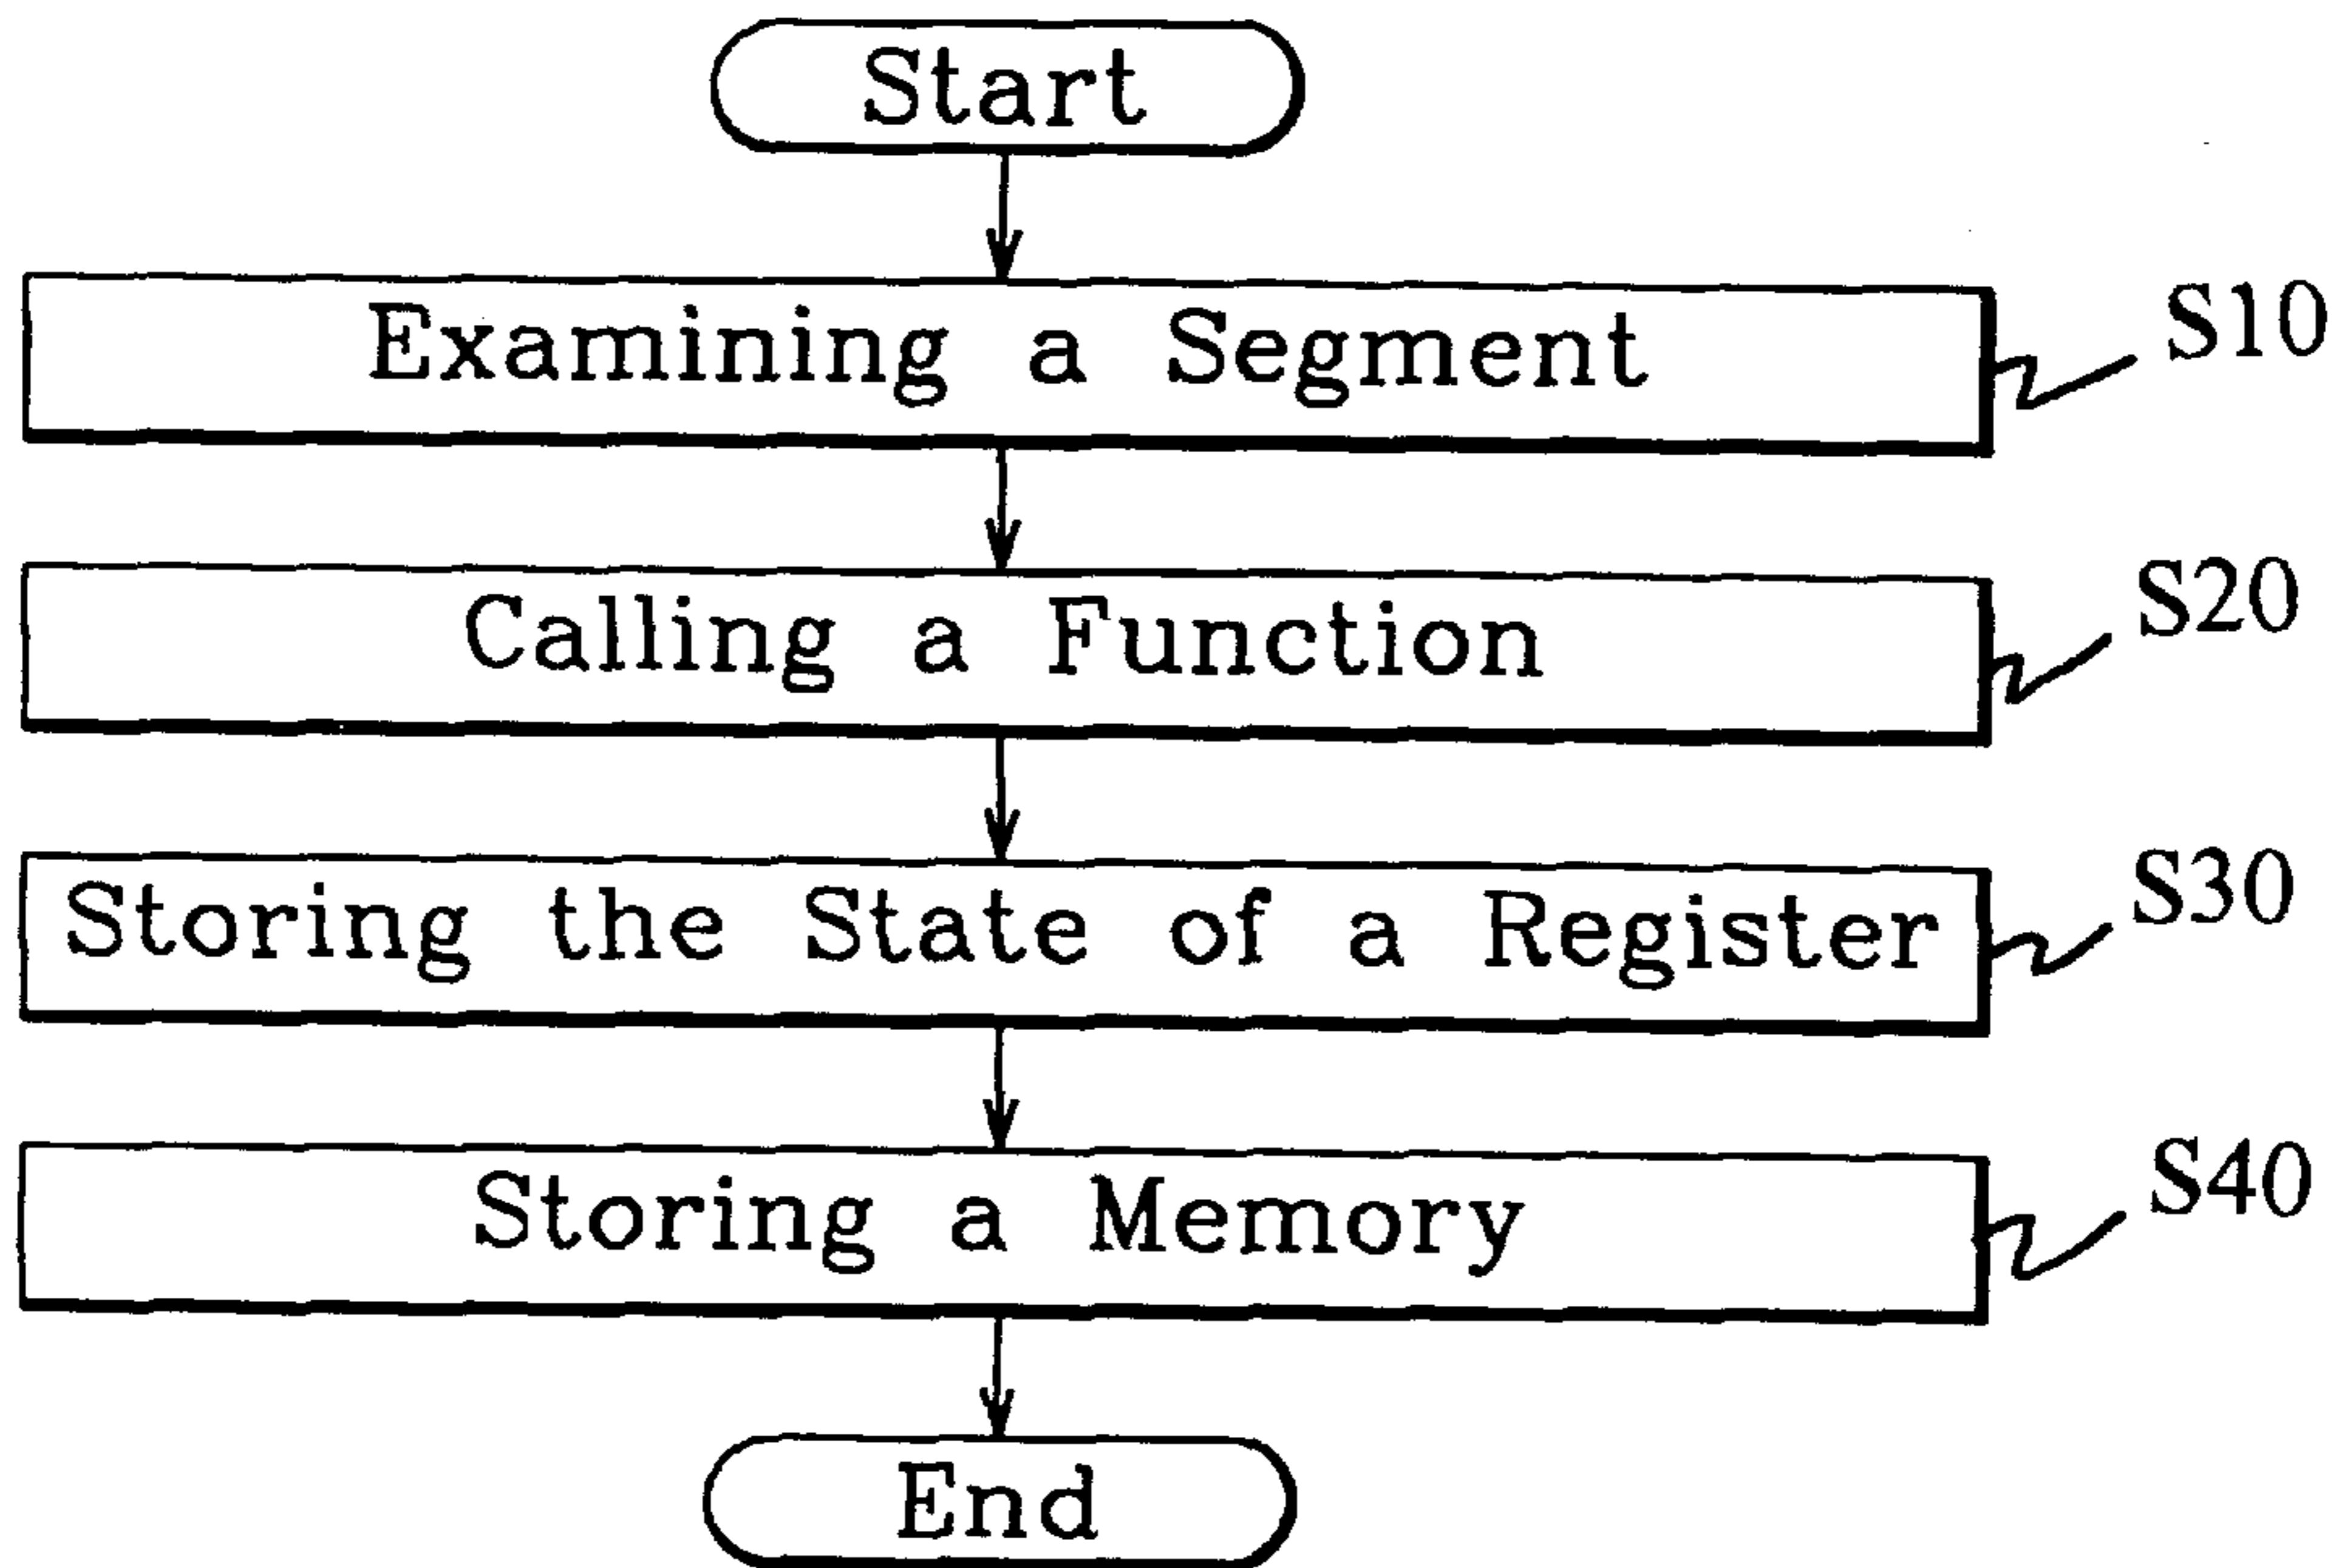 Start
Examining a Segment
S10
Calling a Function
S20
Storing the State of a Register
S30
Storing a Memory
S40
End